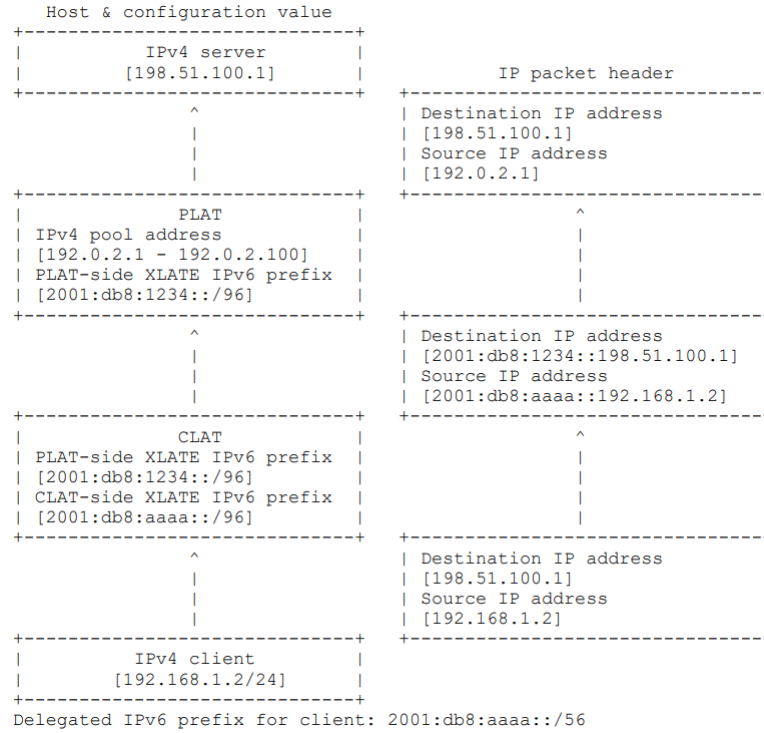 Host & configuration value
IPv4 server
[198.51.100.1]
IP packet header
Destination IP address
[198.51.100.1]
Source IP address
[192.0.2.1]
PLAT
IPv4 pool address
[192.0.2.1 - 192.0.2.100]
PLAT-side XLATE IPv6 prefix
[2001:db8:1234::/96]
Destination IP address
[2001:db8:1234::198.51.100.1]
Source IP address
[2001:db8:aaaa::192.168.1.2]
CLAT
PLAT-side XLATE IPv6 prefix
[2001:db8:1234::/96]
CLAT-side XLATE IPv6 prefix
[2001:db8:aaaa::/96]
Destination IP address
[198.51.100.1]
Source IP address
[192.168.1.2]
IPv4 client
[192.168.1.2/24]
Delegated IPv6 prefix for client: 2001:db8:aaaa::/56